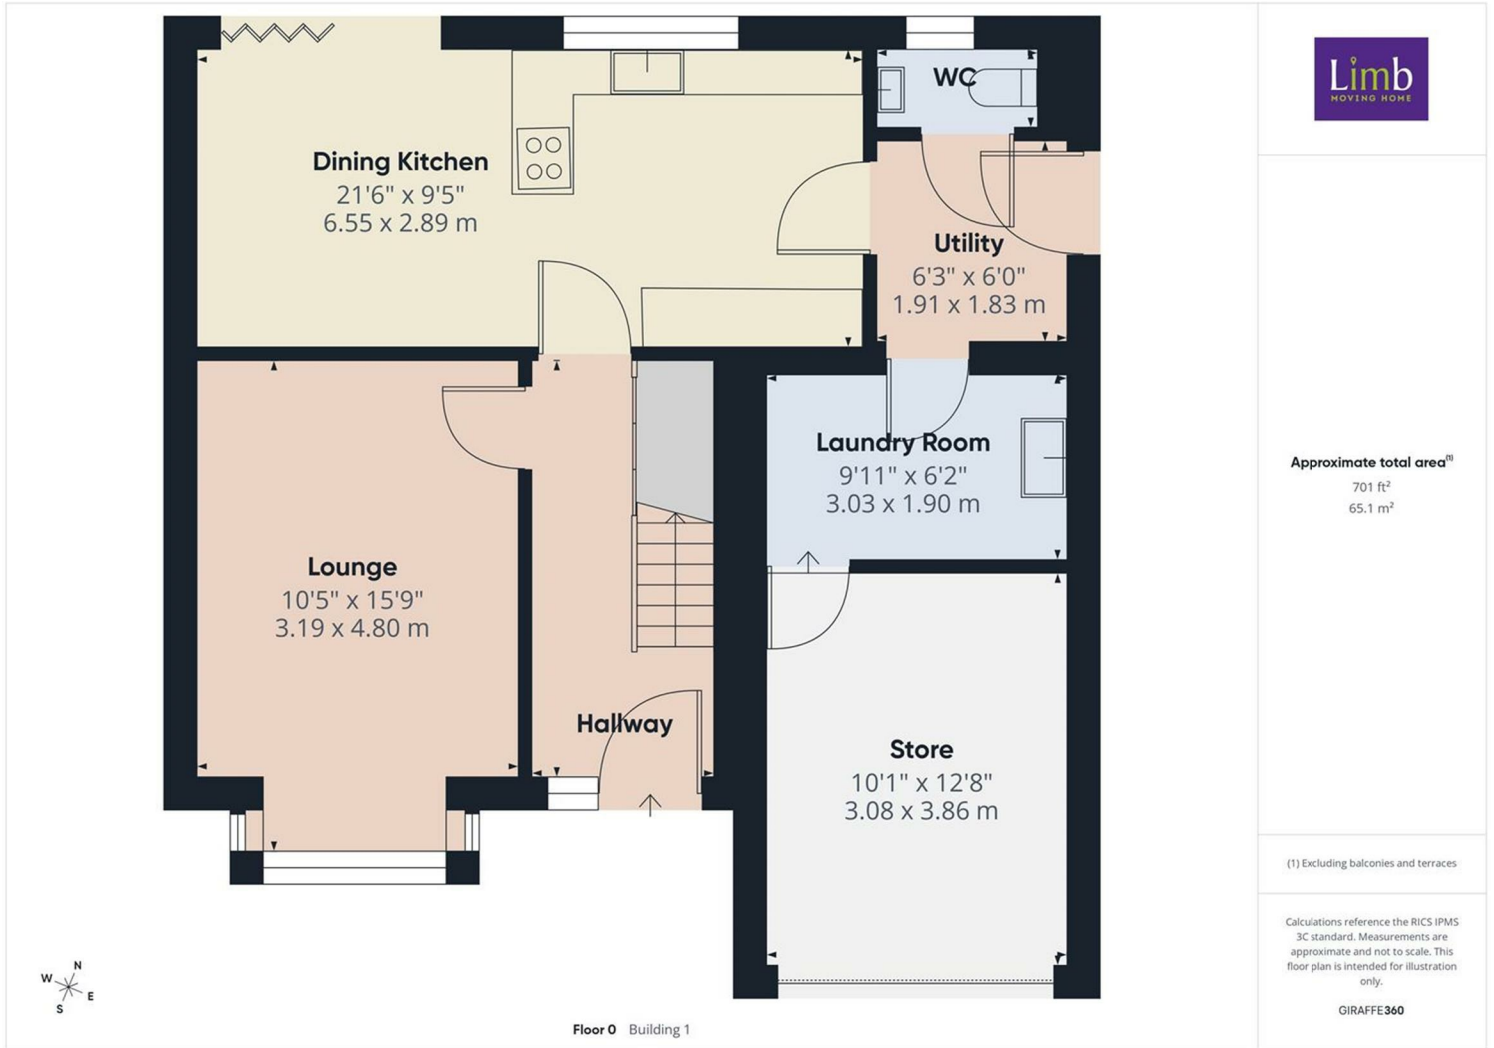 WC
Dining Kitchen
21'6" x 9'5"
6.55 x 2.89 m
Utility
6'3" x 6'0"
1.91 x 1.83 m
Laundry Room
9'11" x 6'2"
3.03 x 1.90 m
Lounge
10'5" x 15'9"
3.19 x 4.80 m
Hallway
Store
10'1" x 12'8"
3.08 x 3.86 m
N
W
E
S
Floor 0 Building 1
Limb
MOVING HOME
Approximate total area(1)
701 ft²
65.1 m²
(1) Excluding balconies and terraces
Calculations reference the RICS IPMS
3C standard. Measurements are
approximate and not to scale. This
floor plan is intended for illustration
only.
GIRAFFE360